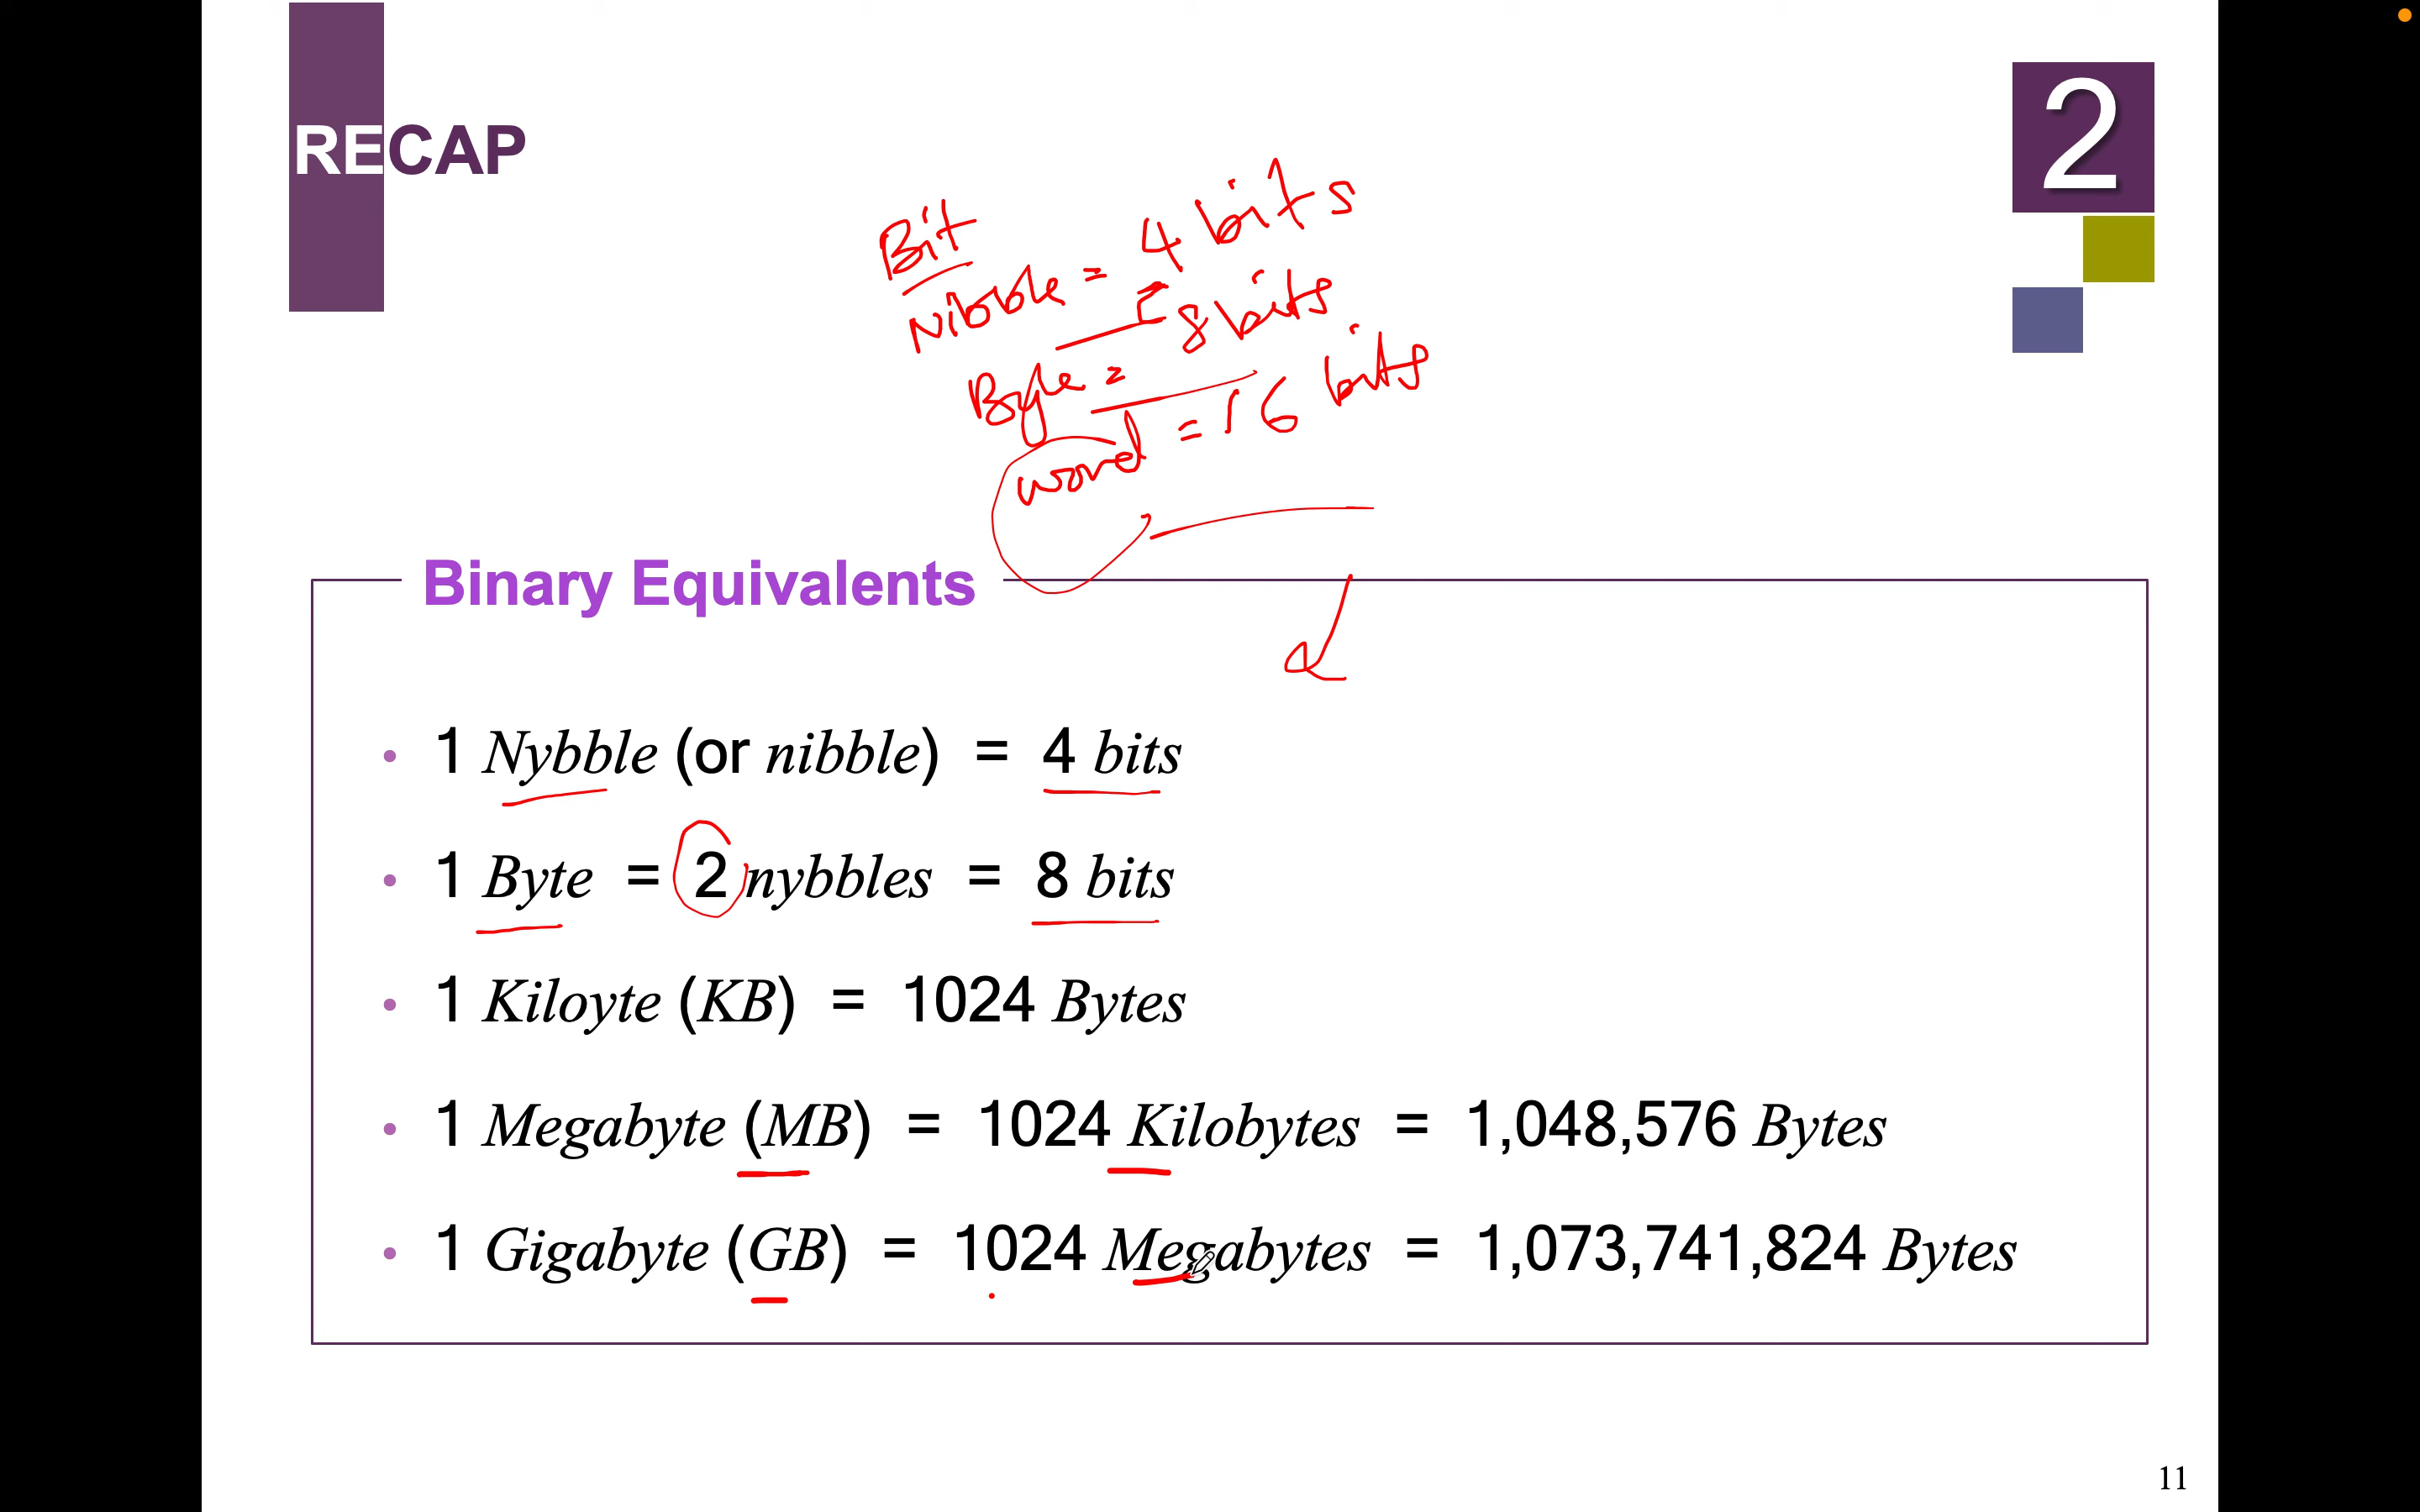 RECAP
2
Bit
Nibble = 4 bits
Byte = 8 bits
word = 16 bits
Binary Equivalents
• 1 Nybble (or nibble) = 4 bits
• 1 Byte = 2 nybbles = 8 bits
• 1 Kiloyte (KB) = 1024 Bytes
• 1 Megabyte (MB) = 1024 Kilobytes = 1,048,576 Bytes
• 1 Gigabyte (GB) = 1024 Megabytes = 1,073,741,824 Bytes
11